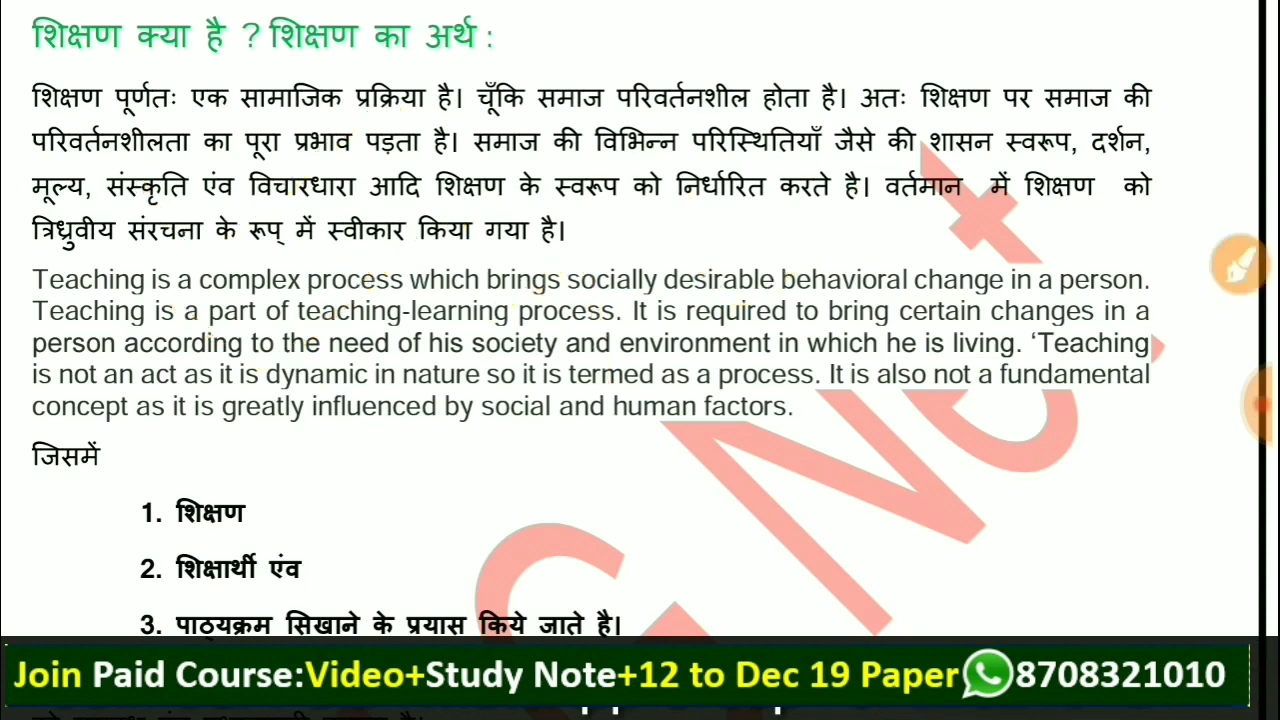 शिक्षण क्या है ? शिक्षण का अर्थ :
शिक्षण पूर्णतः एक सामाजिक प्रक्रिया है। चूँकि समाज परिवर्तनशील होता है। अतः शिक्षण पर समाज की
परिवर्तनशीलता का पूरा प्रभाव पड़ता है। समाज की विभिन्न परिस्थितियाँ जैसे की शासन स्वरूप, दर्शन,
मूल्य, संस्कृति एंव विचारधारा आदि शिक्षण के स्वरूप को निर्धारित करते है। वर्तमान में शिक्षण को
त्रिध्रुवीय संरचना के रूप् में स्वीकार किया गया है।
Teaching is a complex process which brings socially desirable behavioral change in a person.
Teaching is a part of teaching-learning process. It is required to bring certain changes in a
person according to the need of his society and environment in which he is living. ‘Teaching
is not an act as it is dynamic in nature so it is termed as a process. It is also not a fundamental
concept as it is greatly influenced by social and human factors.
जिसमें
1. शिक्षण
2. शिक्षार्थी एंव
3. पाठ्यक्रम सिखाने के प्रयास किये जाते है।
Join Paid Course:Video+Study Note+12 to Dec 19 Paper 8708321010